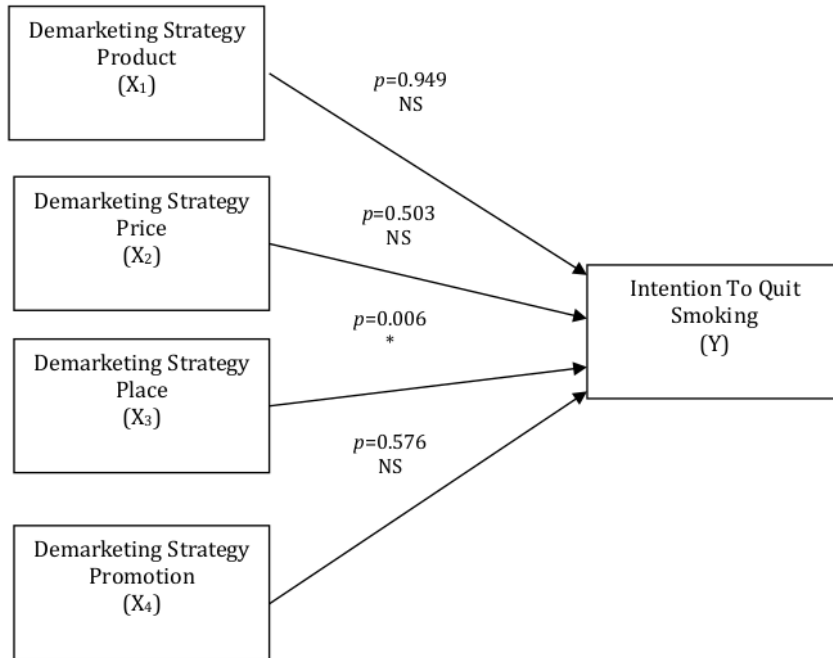 Demarketing Strategy
Product
(X₁)
p=0.949
NS
Demarketing Strategy
Price
(X₂)
p=0.503
NS
Intention To Quit
Smoking
(Y)
p=0.006
*
Demarketing Strategy
Place
(X₃)
p=0.576
NS
Demarketing Strategy
Promotion
(X₄)